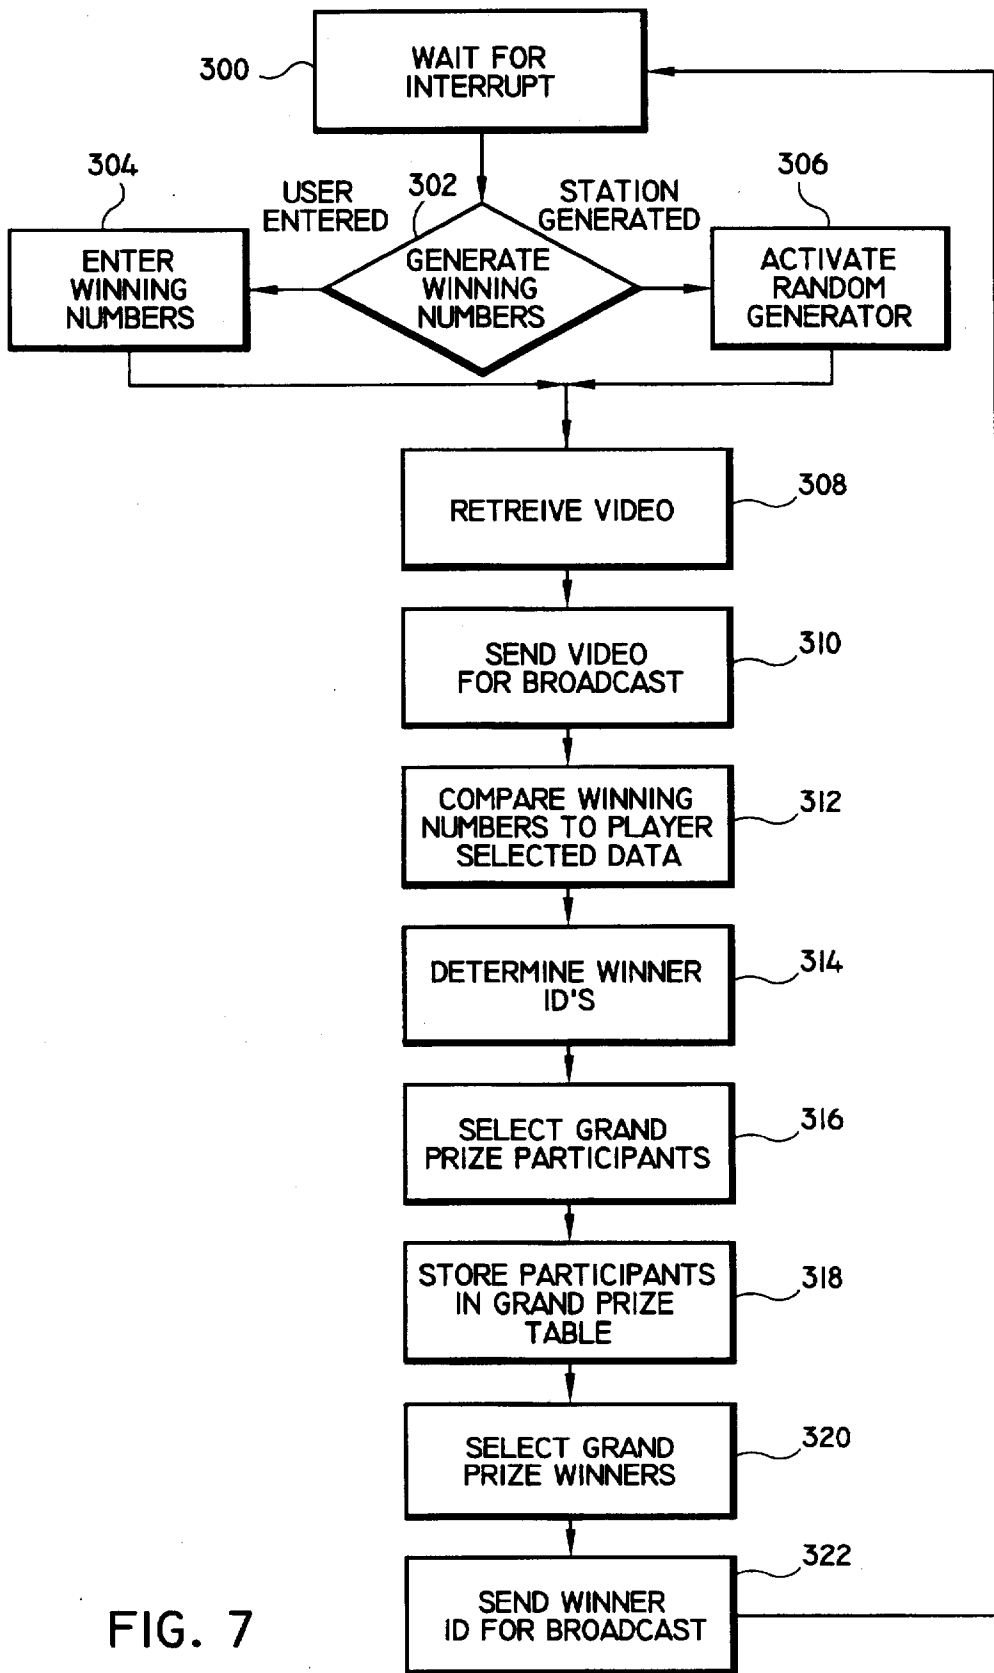 300
WAIT FOR
INTERRUPT
304
USER
ENTERED
302
STATION
GENERATED
306
ENTER
WINNING
NUMBERS
GENERATE
WINNING
NUMBERS
ACTIVATE
RANDOM
GENERATOR
RETREIVE VIDEO
308
SEND VIDEO
FOR BROADCAST
310
COMPARE WINNING
NUMBERS TO PLAYER
SELECTED DATA
312
DETERMINE WINNER
ID'S
314
SELECT GRAND
PRIZE PARTICIPANTS
316
STORE PARTICIPANTS
IN GRAND PRIZE
TABLE
318
SELECT GRAND
PRIZE WINNERS
320
SEND WINNER
ID FOR BROADCAST
322
FIG. 7